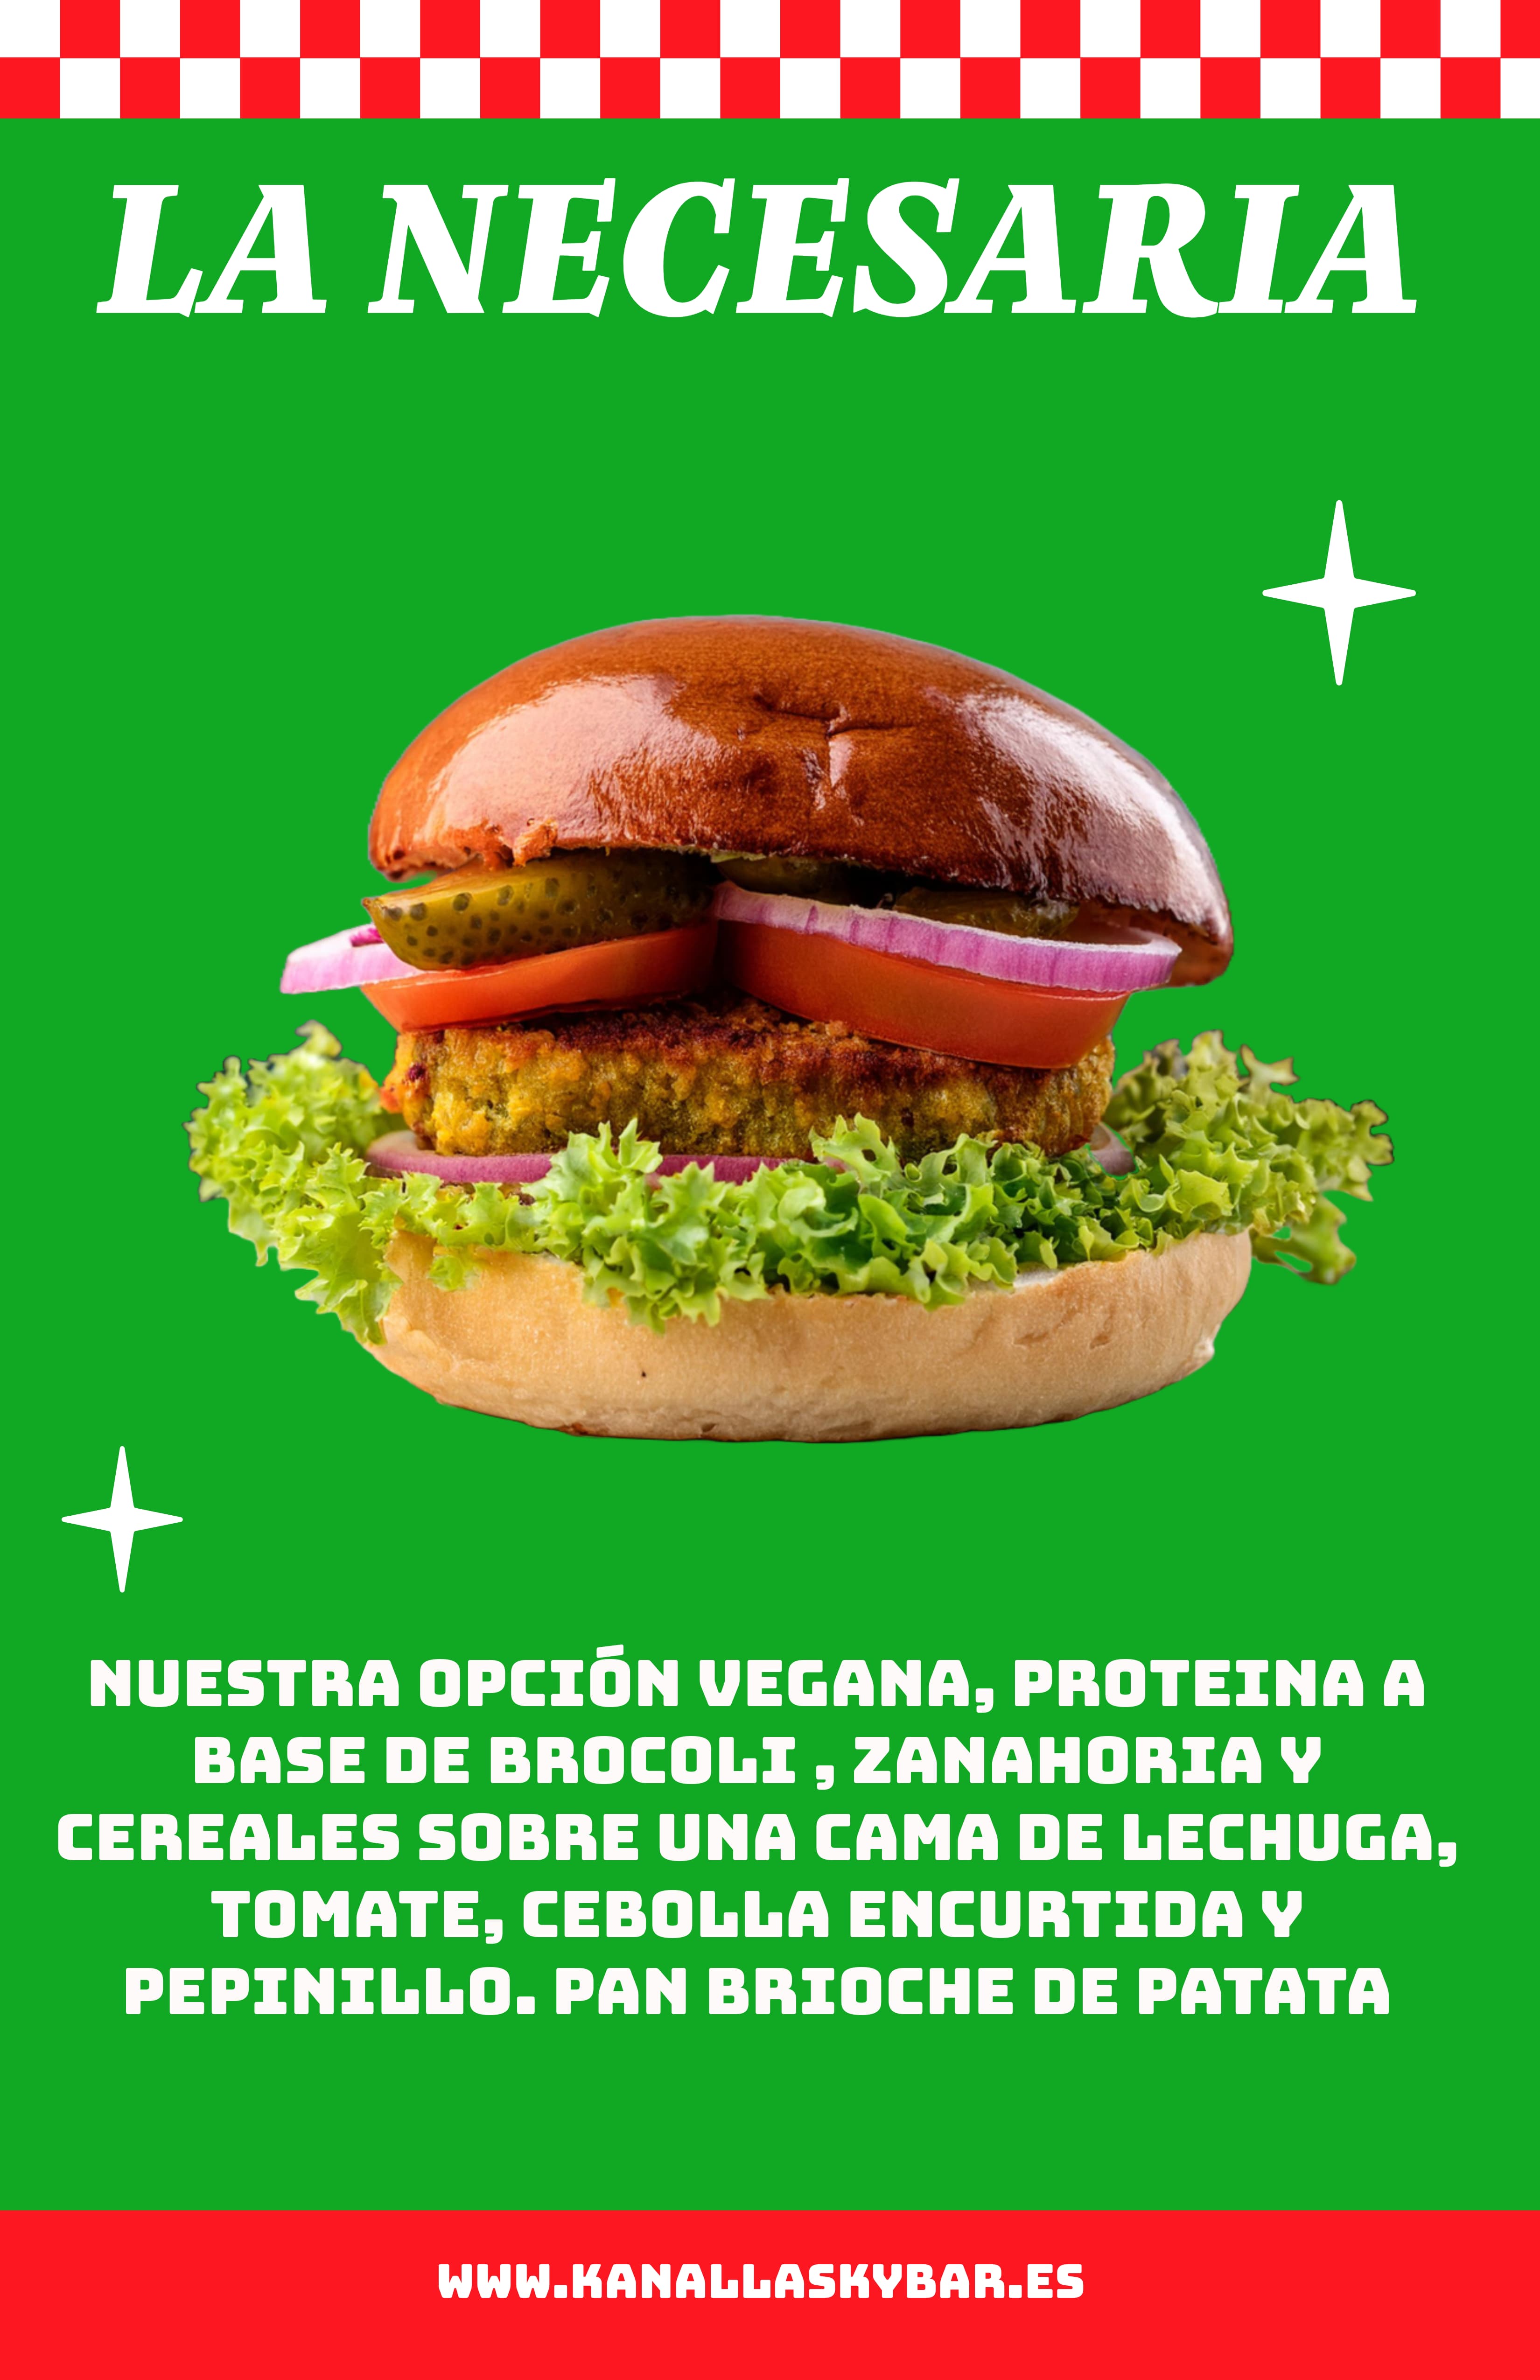 LA NECESARIA
NUESTRA OPCIÓN VEGANA, PROTEINA A
BASE DE BROCOLI , ZANAHORIA Y
CEREALES SOBRE UNA CAMA DE LECHUGA,
TOMATE, CEBOLLA ENCURTIDA Y
PEPINILLO. PAN BRIOCHE DE PATATA
WWW.KANALLASKYBAR.ES